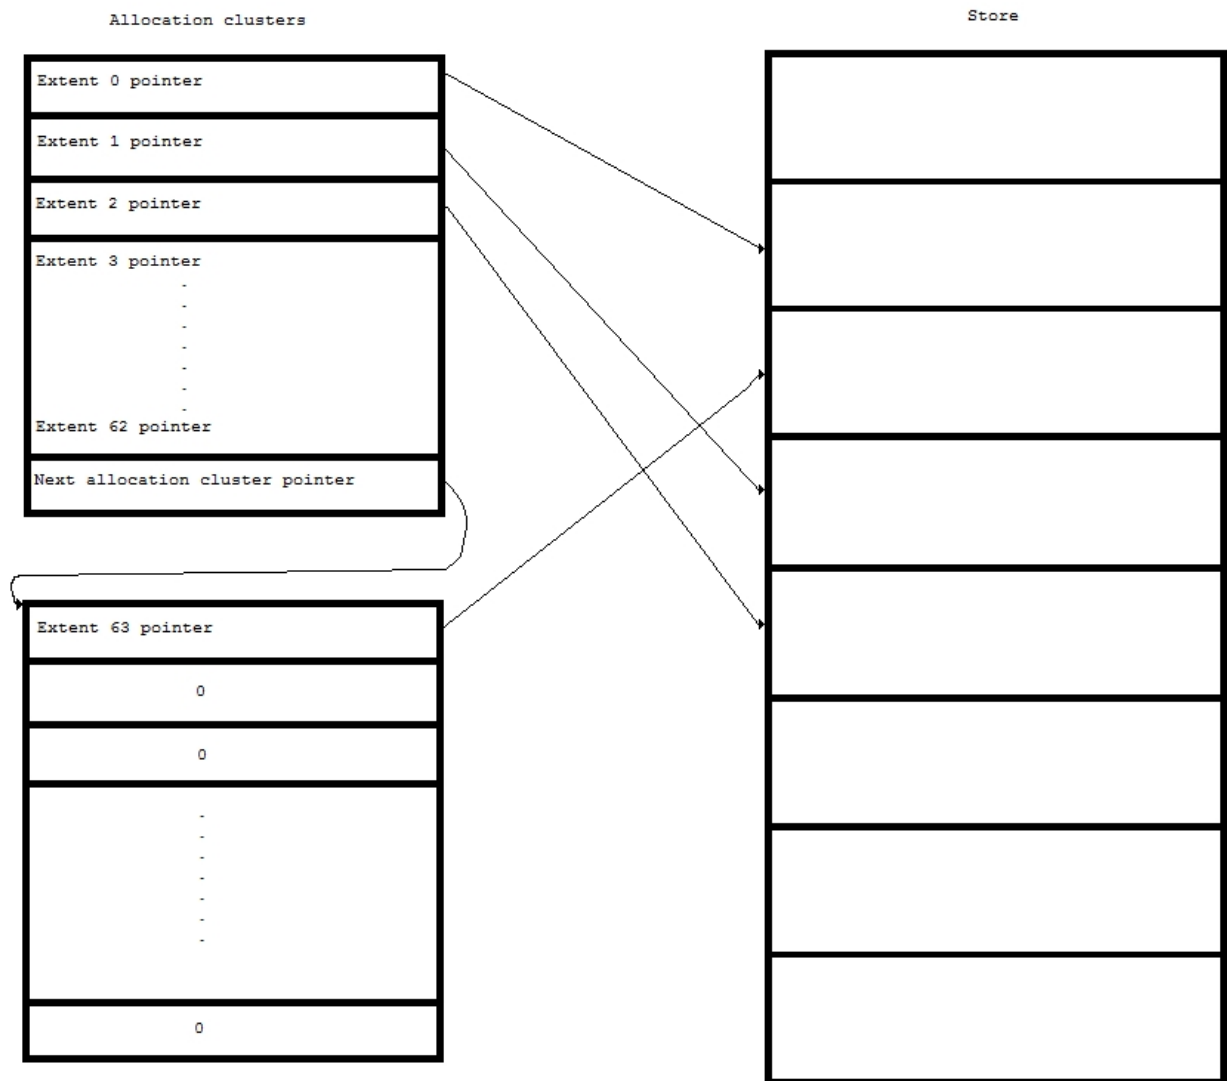 Allocation clusters
Store
Extent 0 pointer
Extent 1 pointer
Extent 2 pointer
Extent 3 pointer
-
-
-
-
-
-
-
Extent 62 pointer
Next allocation cluster pointer
Extent 63 pointer
0
0
-
-
-
-
-
-
-
0